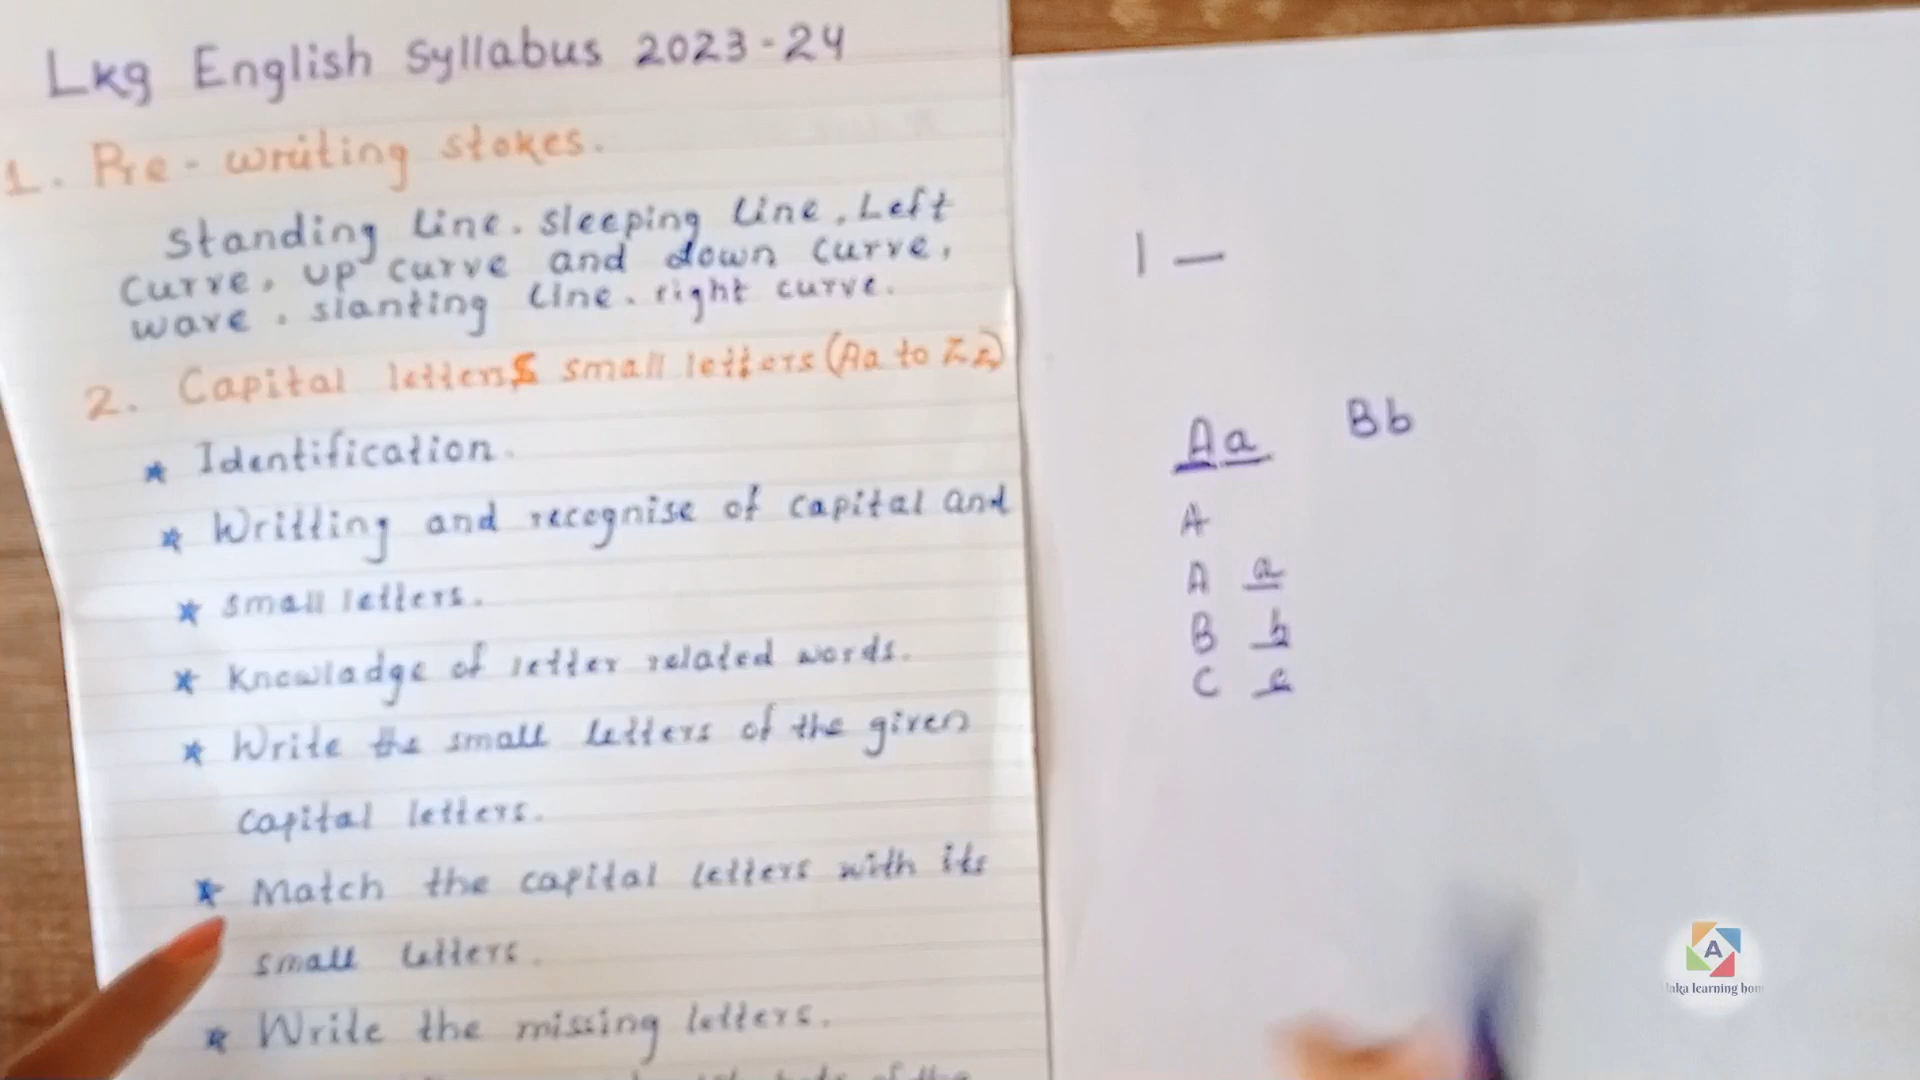 Lkg English Syllabus 2023-24
1. Pre-writing stokes.
Standing line. sleeping line, Left
curve, up curve and down curve,
wave, slanting line. right curve.
2. Capital letters small letters (Aa to Zz)
* Identification.
* Writting and recognise of capital and
* small letters.
* Knowladge of letter related words.
* Write the small letters of the given
capital letters.
* Match the capital letters with its
small letters.
* Write the missing letters.
of the
Aa Bb
A
A a
B b
C c
A
learning